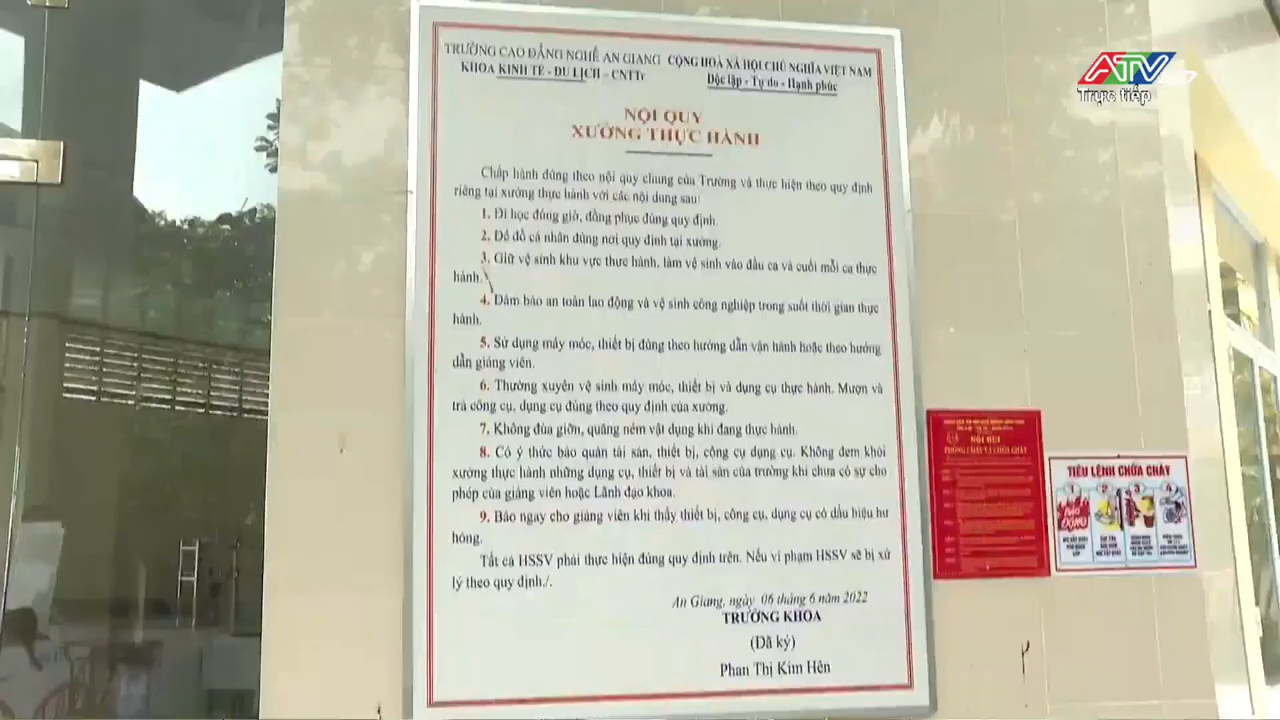 TRƯỜNG CAO ĐẲNG NGHỀ AN GIANG
KHOA KINH TẾ - DU LỊCH - CNTTr
CỘNG HOÀ XÃ HỘI CHỦ NGHĨA VIỆT NAM
Độc lập - Tự do - Hạnh phúc
NỘI QUY
XƯỞNG THỰC HÀNH
Chấp hành đúng theo nội quy chung của Trường và thực hiện theo quy định
riêng tại xưởng thực hành với các nội dung sau:
1. Đi học đúng giờ, đồng phục đúng quy định.
2. Để đồ cá nhân đúng nơi quy định tại xưởng.
3. Giữ vệ sinh khu vực thực hành, làm vệ sinh vào đầu ca và cuối mỗi ca thực
hành.
4. Đảm bảo an toàn lao động và vệ sinh công nghiệp trong suốt thời gian thực
hành.
5. Sử dụng máy móc, thiết bị đúng theo hướng dẫn vận hành hoặc theo hướng
dẫn giảng viên.
6. Thường xuyên vệ sinh máy móc, thiết bị và dụng cụ thực hành. Mượn và
trả công cụ, dụng cụ đúng theo quy định của xưởng.
7. Không đùa giỡn, quăng ném vật dụng khi đang thực hành.
8. Có ý thức bảo quản tài sản, thiết bị, công cụ dụng cụ. Không đem khỏi
xưởng thực hành những dụng cụ, thiết bị và tài sản của trường khi chưa có sự cho
phép của giảng viên hoặc Lãnh đạo khoa.
9. Báo ngay cho giảng viên khi thấy thiết bị, công cụ, dụng cụ có dấu hiệu hư
hỏng.
Tất cả HSSV phải thực hiện đúng quy định trên. Nếu vi phạm HSSV sẽ bị xử
lý theo quy định./.
An Giang, ngày 06 tháng 6 năm 2022
TRƯỞNG KHOA
(Đã ký)
Phan Thị Kim Hên
ATV
Trực tiếp
NỘI QUI
PHÒNG CHÁY VÀ CHỮA CHÁY
TIÊU LỆNH CHỮA CHÁY
1 2 3 4
BÁO
ĐỘNG